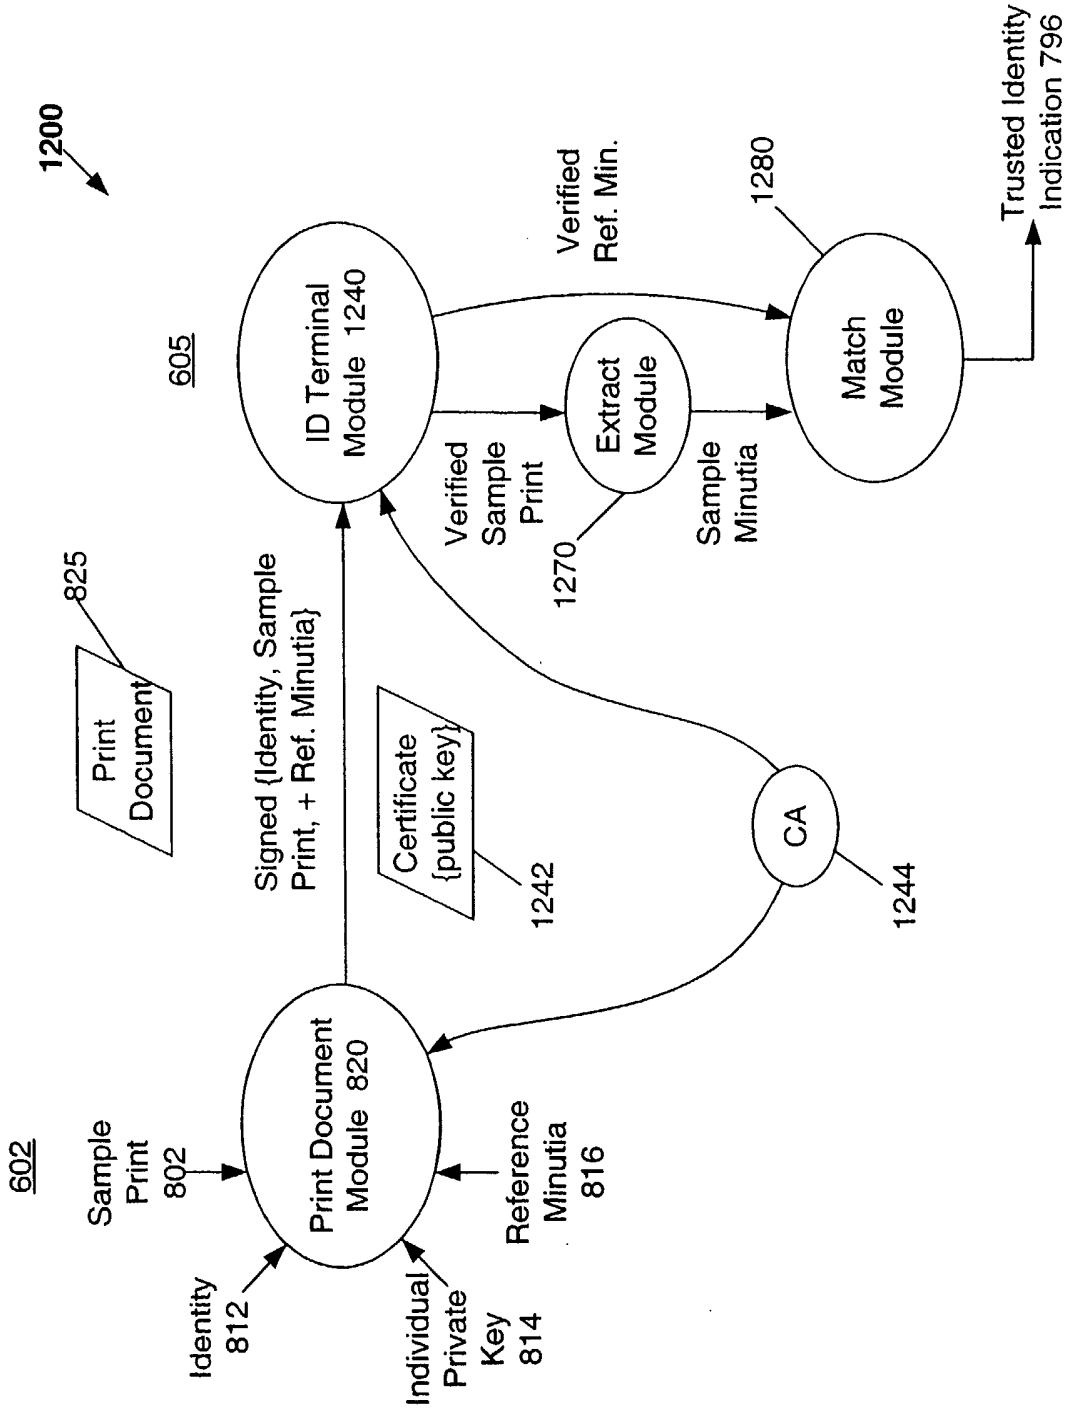 1200
602
605
Sample
Print
802
Identity
812
Individual
Private
Key
814
Reference
Minutia
816
Print Document
Module 820
Print
Document
825
Signed {Identity, Sample
Print, + Ref. Minutia}
Certificate
{public key}
1242
CA
1244
ID Terminal
Module 1240
Verified
Sample
Print
Verified
Ref. Min.
1270
Extract
Module
Sample
Minutia
1280
Match
Module
Trusted Identity
Indication 796